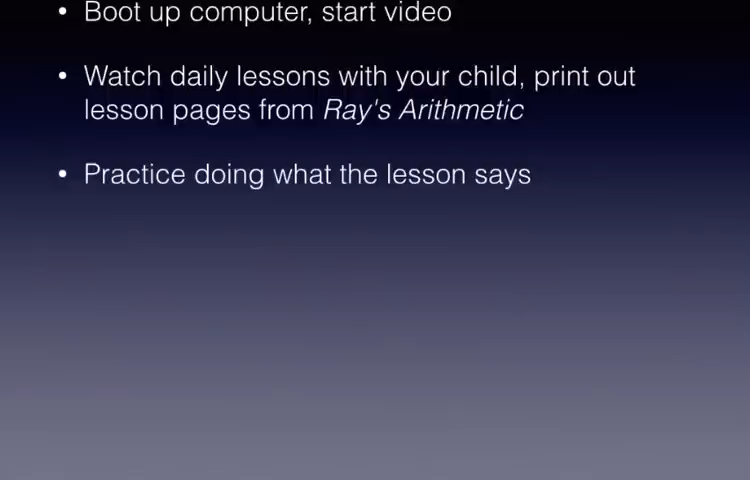 • Boot up computer, start video
• Watch daily lessons with your child, print out
lesson pages from Ray's Arithmetic
• Practice doing what the lesson says